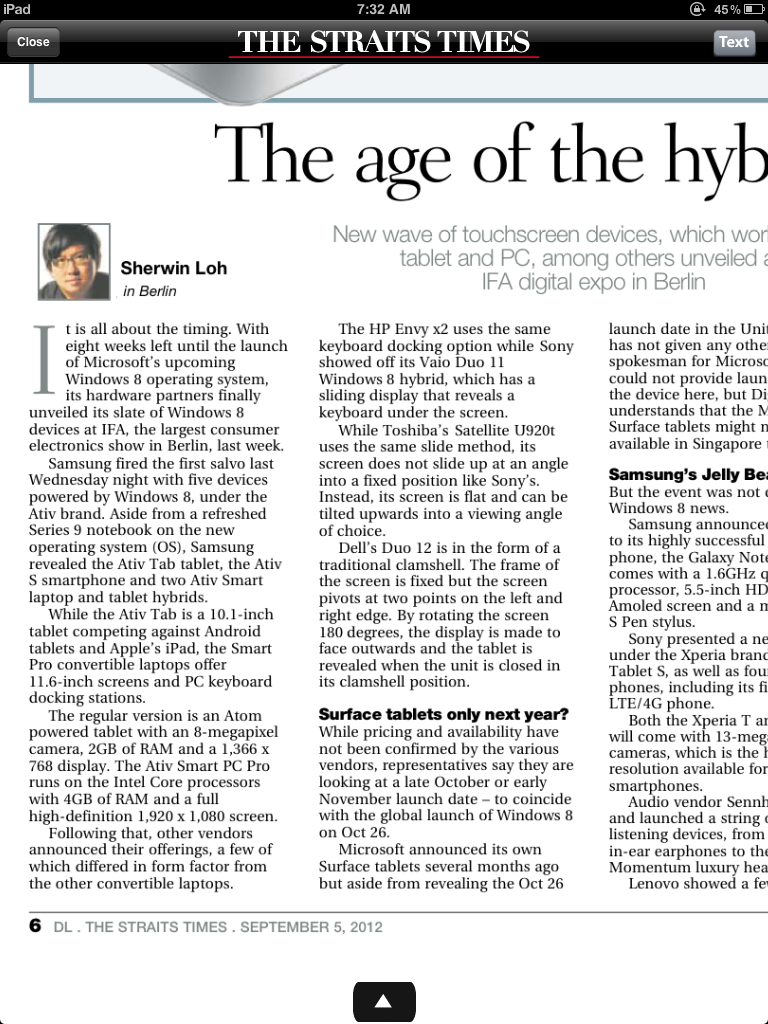 iPad
7:32 AM
45%
Close
THE STRAITS TIMES
Text
The age of the hyb
Sherwin Loh
in Berlin
New wave of touchscreen devices, which wor
tablet and PC, among others unveiled a
IFA digital expo in Berlin
It is all about the timing. With
eight weeks left until the launch
of Microsoft's upcoming
Windows 8 operating system,
its hardware partners finally
unveiled its slate of Windows 8
devices at IFA, the largest consumer
electronics show in Berlin, last week.
Samsung fired the first salvo last
Wednesday night with five devices
powered by Windows 8, under the
Ativ brand. Aside from a refreshed
Series 9 notebook on the new
operating system (OS), Samsung
revealed the Ativ Tab tablet, the Ativ
S smartphone and two Ativ Smart
laptop and tablet hybrids.
While the Ativ Tab is a 10.1-inch
tablet competing against Android
tablets and Apple's iPad, the Smart
Pro convertible laptops offer
11.6-inch screens and PC keyboard
docking stations.
The regular version is an Atom
powered tablet with an 8-megapixel
camera, 2GB of RAM and a 1,366 x
768 display. The Ativ Smart PC Pro
runs on the Intel Core processors
with 4GB of RAM and a full
high-definition 1,920 x 1,080 screen.
Following that, other vendors
announced their offerings, a few of
which differed in form factor from
the other convertible laptops.
The HP Envy x2 uses the same
keyboard docking option while Sony
showed off its Vaio Duo 11
Windows 8 hybrid, which has a
sliding display that reveals a
keyboard under the screen.
While Toshiba's Satellite U920t
uses the same slide method, its
screen does not slide up at an angle
into a fixed position like Sony's.
Instead, its screen is flat and can be
tilted upwards into a viewing angle
of choice.
Dell's Duo 12 is in the form of a
traditional clamshell. The frame of
the screen is fixed but the screen
pivots at two points on the left and
right edge. By rotating the screen
180 degrees, the display is made to
face outwards and the tablet is
revealed when the unit is closed in
its clamshell position.
Surface tablets only next year?
While pricing and availability have
not been confirmed by the various
vendors, representatives say they are
looking at a late October or early
November launch date – to coincide
with the global launch of Windows 8
on Oct 26.
Microsoft announced its own
Surface tablets several months ago
but aside from revealing the Oct 26
launch date in the Unit
has not given any othe
spokesman for Microso
could not provide laun
the device here, but Di
understands that the M
Surface tablets might n
available in Singapore
Samsung's Jelly Bea
But the event was not
Windows 8 news.
Samsung announce
to its highly successful
phone, the Galaxy Note
comes with a 1.6GHz q
processor, 5.5-inch HD
Amoled screen and a m
S Pen stylus.
Sony presented a ne
under the Xperia brand
Tablet S, as well as fou
phones, including its fi
LTE/4G phone.
Both the Xperia T an
will come with 13-meg
cameras, which is the h
resolution available for
smartphones.
Audio vendor Sennh
and launched a string o
listening devices, from
in-ear earphones to the
Momentum luxury hea
Lenovo showed a few
6 DL . THE STRAITS TIMES . SEPTEMBER 5, 2012